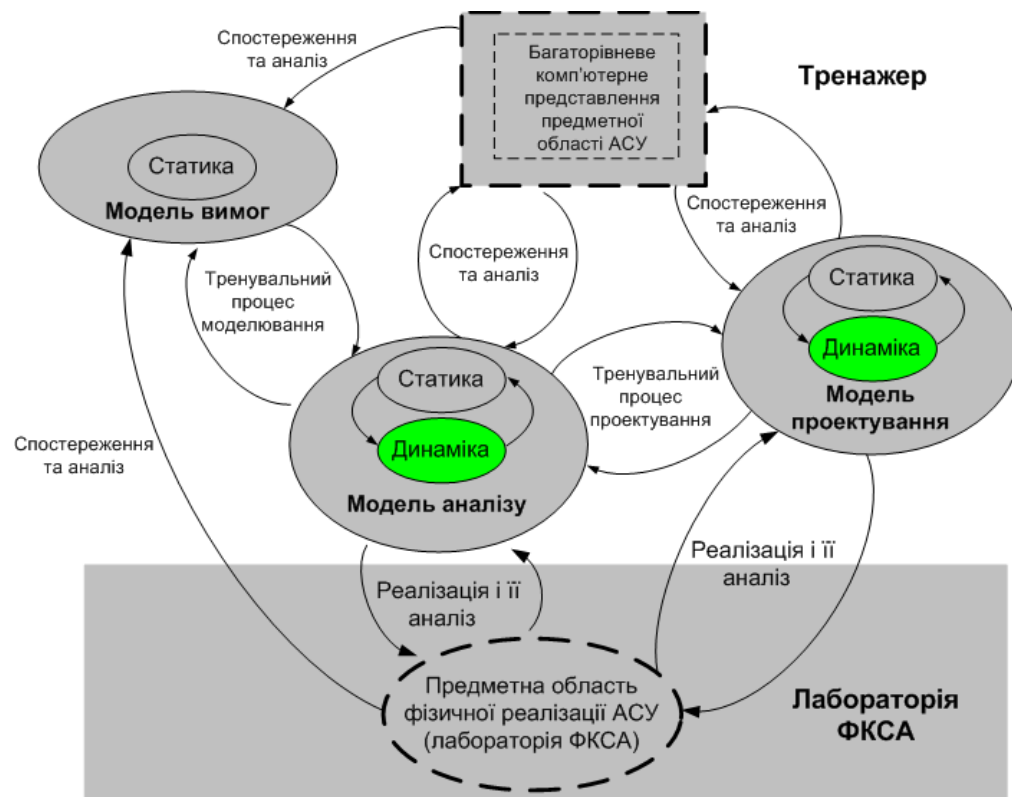 Спостереження
та аналіз
Багаторівневе
комп'ютерне
представлення
предметної
області АСУ
Тренажер
Статика
Модель вимог
Спостереження
та аналіз
Спостереження
та аналіз
Тренувальний
процес
моделювання
Статика
Динаміка
Модель
проектування
Статика
Динаміка
Модель аналізу
Тренувальний
процес
проектування
Спостереження
та аналіз
Реалізація і її
аналіз
Реалізація і її
аналіз
Предметна область
фізичної реалізації АСУ
(лабораторія ФКСА)
Лабораторія
ФКСА